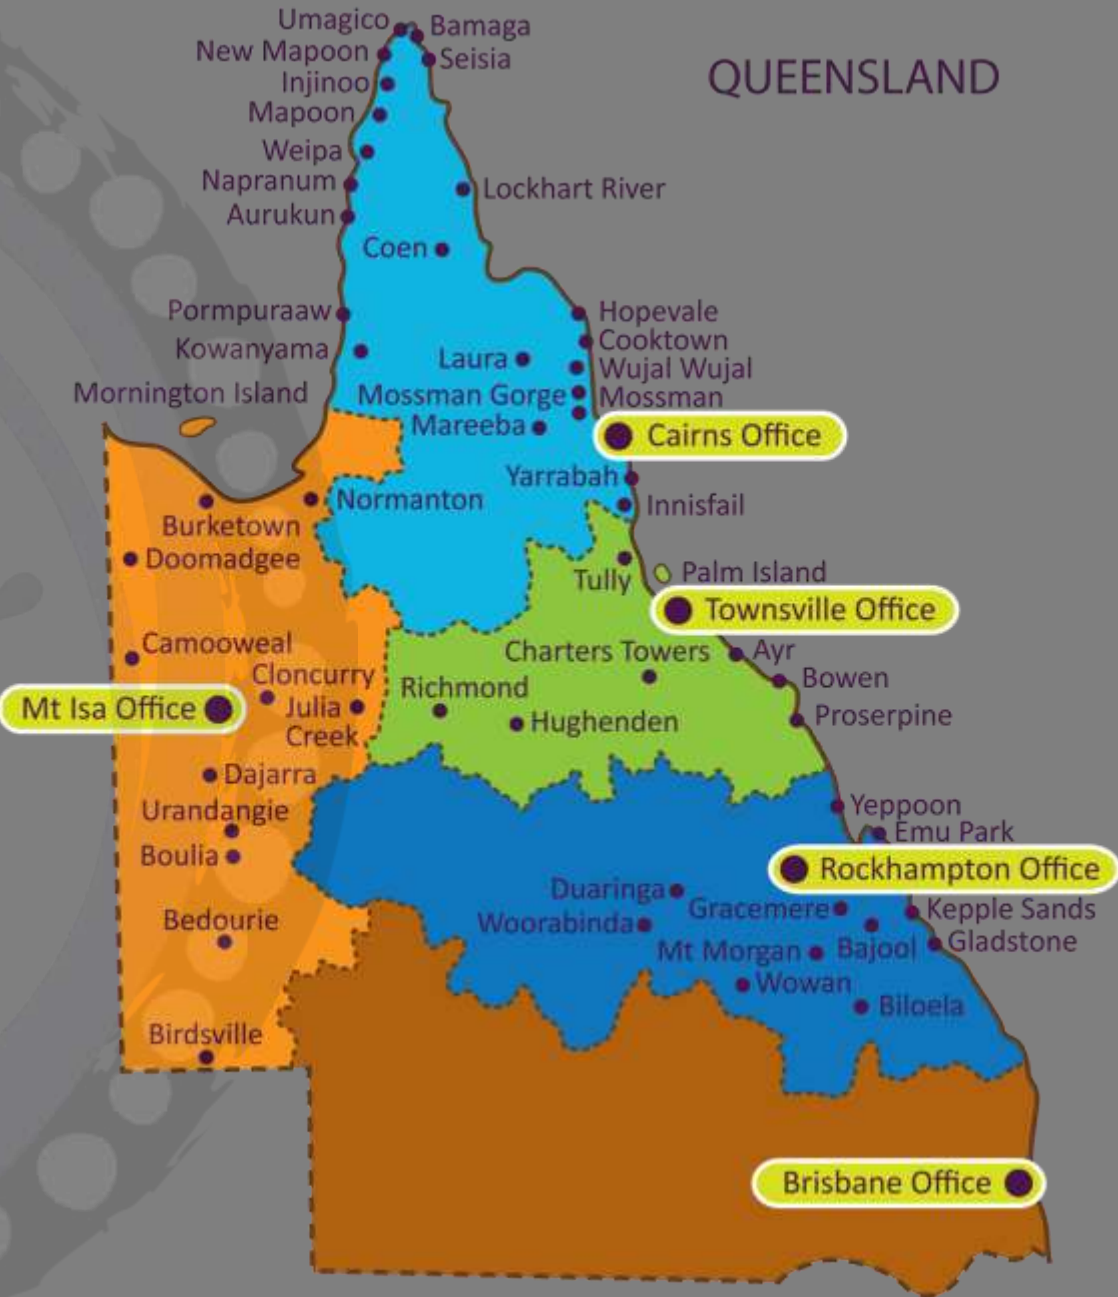 QUEENSLAND
Umagico
Bamaga
New Mapoon
Seisia
Injinoo
Mapoon
Weipa
Napranum
Lockhart River
Aurukun
Coen
Pormpuraaw
Hopevale
Kowanyama
Cooktown
Laura
Wujal Wujal
Mornington Island
Mossman Gorge
Mossman
Mareeba
Cairns Office
Yarrabah
Normanton
Innisfail
Burketown
Doomadgee
Tully
Palm Island
Townsville Office
Camooweal
Charters Towers
Ayr
Cloncurry
Richmond
Bowen
Mt Isa Office
Julia
Creek
Hughenden
Proserpine
Dajarra
Urandangie
Yeppoon
Emu Park
Boulia
Rockhampton Office
Duaringa
Gracemere
Kepple Sands
Bedourie
Woorabinda
Mt Morgan
Bajool
Gladstone
Wowan
Biloela
Birdsville
Brisbane Office